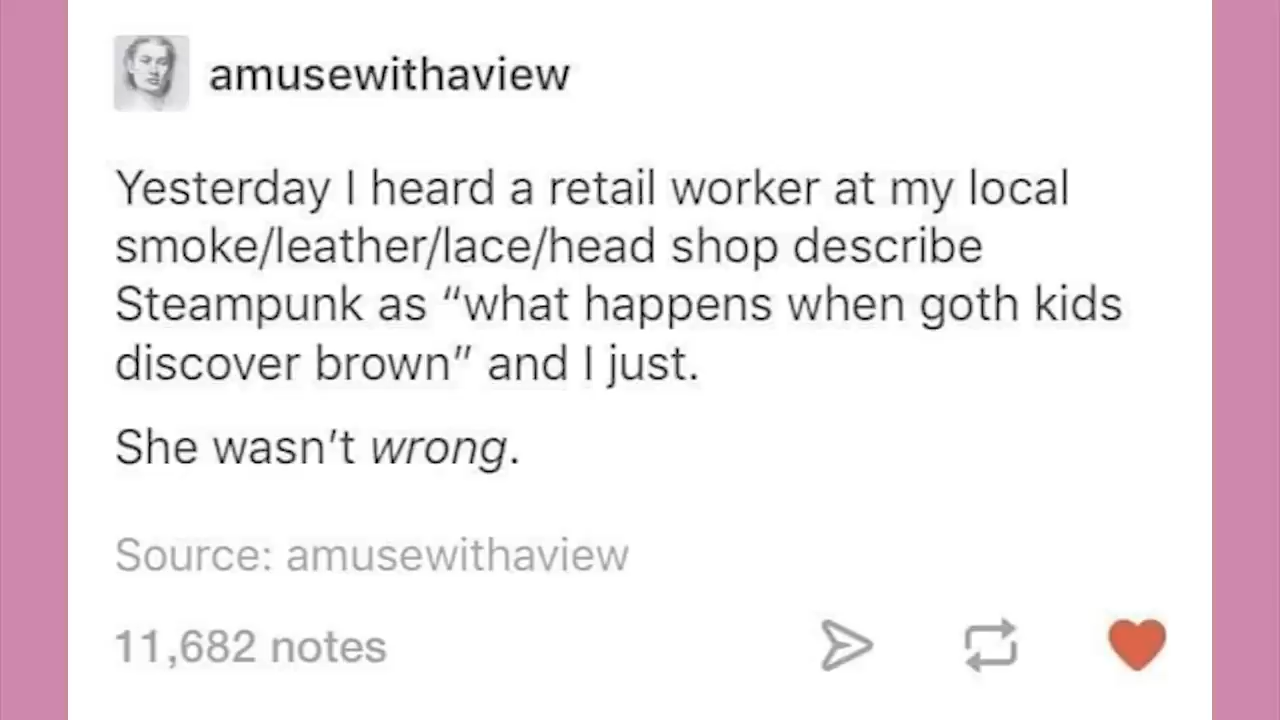 amusewithaview
Yesterday I heard a retail worker at my local
smoke/leather/lace/head shop describe
Steampunk as “what happens when goth kids
discover brown” and I just.
She wasn't wrong.
Source: amusewithaview
11,682 notes